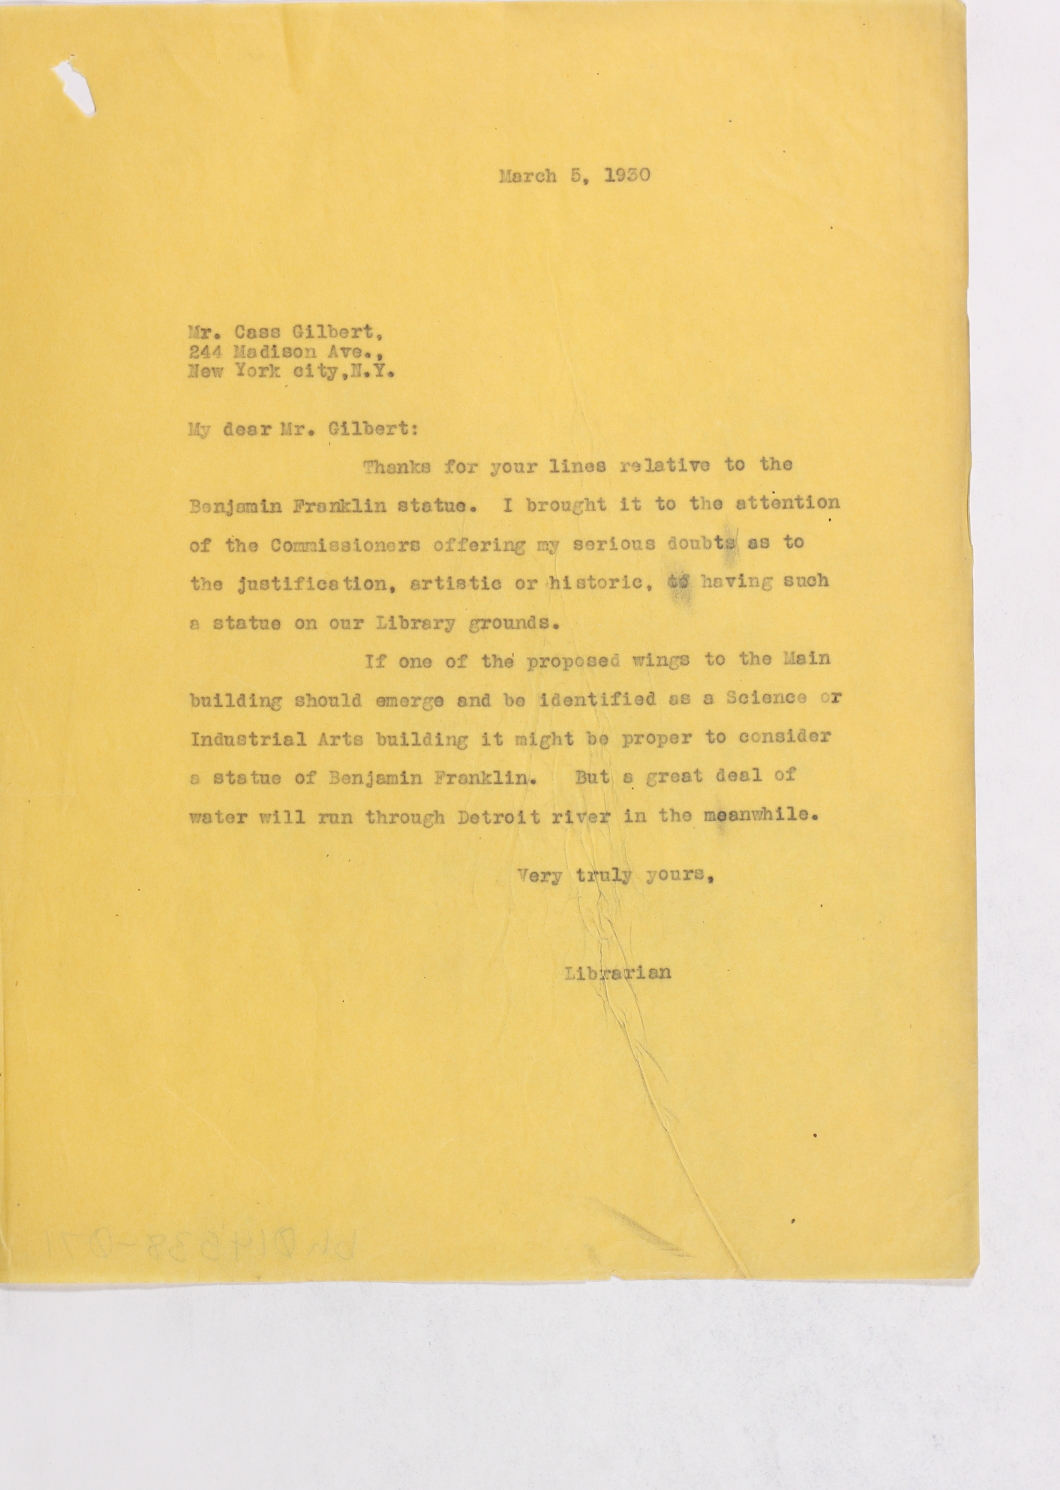 March 5, 1930
Mr. Cass Gilbert,
244 Madison Ave.,
New York city,N.Y.
My dear Mr. Gilbert:
Thanks for your lines relative to the
Benjamin Franklin statue. I brought it to the attention
of the Commissioners offering my serious doubts as to
the justification, artistic or historic, of having such
a statue on our Library grounds.
If one of the proposed wings to the Main
building should emerge and be identified as a Science or
Industrial Arts building it might be proper to consider
a statue of Benjamin Franklin. But a great deal of
water will run through Detroit river in the meanwhile.
Very truly yours,
Librarian
bh014538-071